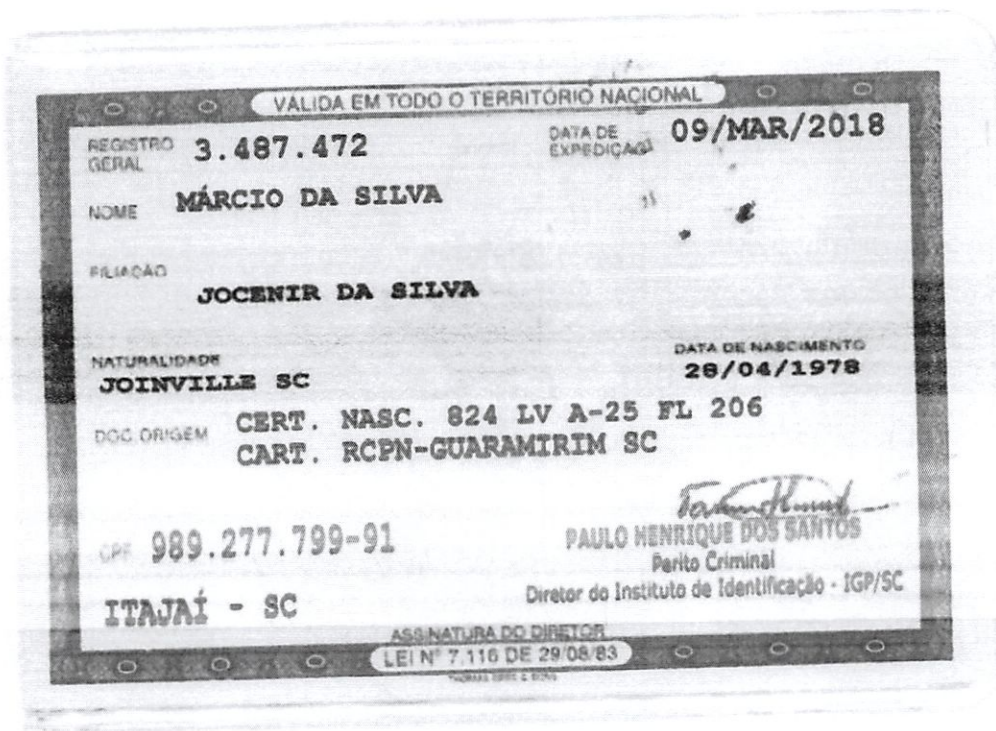 VÁLIDA EM TODO O TERRITÓRIO NACIONAL
REGISTRO GERAL 3.487.472 DATA DE EXPEDIÇÃO 09/MAR/2018
NOME MÁRCIO DA SILVA
FILIAÇÃO
JOCENIR DA SILVA
NATURALIDADE DATA DE NASCIMENTO
JOINVILLE SC 28/04/1978
DOC ORIGEM CERT. NASC. 824 LV A-25 FL 206
CART. RCPN-GUARAMIRIM SC
CPF 989.277.799-91
PAULO HENRIQUE DOS SANTOS
Perito Criminal
Diretor do Instituto de Identificação - IGP/SC
ITAJAÍ - SC
ASSINATURA DO DIRETOR
LEI Nº 7.116 DE 29/08/83